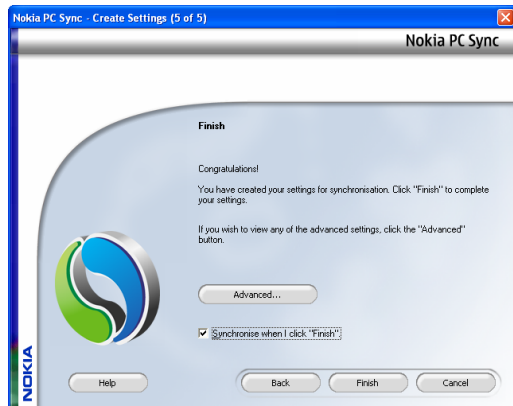 Nokia PC Sync - Create Settings (5 of 5)
Nokia PC Sync
Finish
Congratulations!
You have created your settings for synchronisation. Click "Finish" to complete
your settings.
If you wish to view any of the advanced settings, click the "Advanced"
button.
Advanced...
Synchronise when I click "Finish".
NOKIA
Help
Back
Finish
Cancel